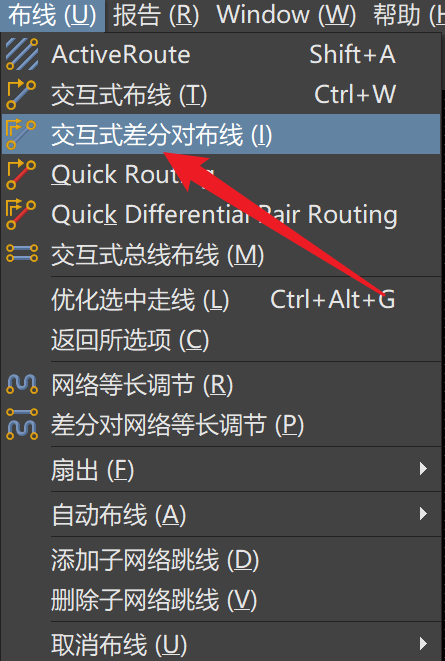 布线 (U) 报告 (R) Window (W) 帮助 (H
ActiveRoute Shift+A
交互式布线 (T) Ctrl+W
交互式差分对布线 (I)
Quick Routing
Quick Differential Pair Routing
交互式总线布线 (M)
优化选中走线 (L) Ctrl+Alt+G
返回所选项 (C)
网络等长调节 (R)
差分对网络等长调节 (P)
扇出 (F)
自动布线 (A)
添加子网络跳线 (D)
删除子网络跳线 (V)
取消布线 (U)